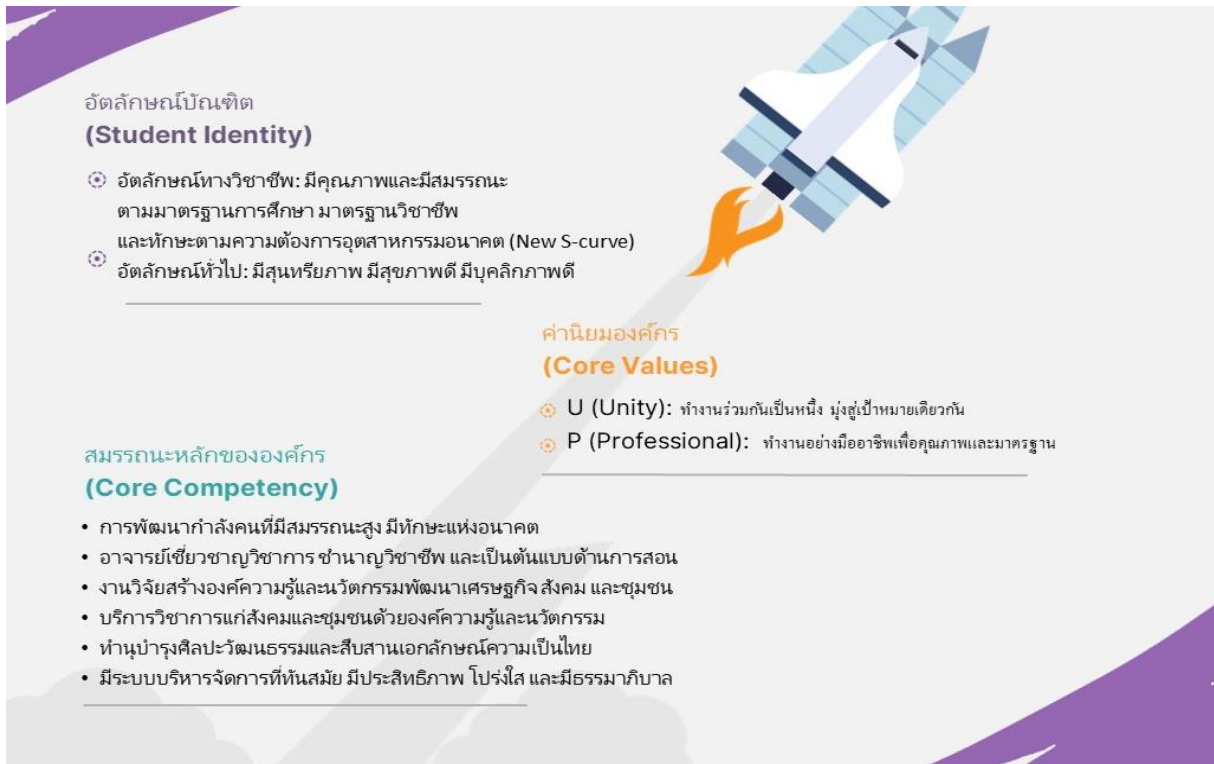 อัตลักษณ์บัณฑิต
(Student Identity)
อัตลักษณ์ทางวิชาชีพ: มีคุณภาพและมีสมรรถนะ
ตามมาตรฐานการศึกษา มาตรฐานวิชาชีพ
และทักษะตามความต้องการอุตสาหกรรมอนาคต (New S-curve)
อัตลักษณ์ทั่วไป: มีสุนทรียภาพ มีสุขภาพดี มีบุคลิกภาพดี
ค่านิยมองค์กร
(Core Values)
U (Unity): ทำงานร่วมกันเป็นหนึ่ง มุ่งสู่เป้าหมายเดียวกัน
P (Professional): ทำงานอย่างมืออาชีพเพื่อคุณภาพและมาตรฐาน
สมรรถนะหลักขององค์กร
(Core Competency)
• การพัฒนากำลังคนที่มีสมรรถนะสูง มีทักษะแห่งอนาคต
• อาจารย์เชี่ยวชาญวิชาการ ชำนาญวิชาชีพ และเป็นต้นแบบด้านการสอน
• งานวิจัยสร้างองค์ความรู้และนวัตกรรมพัฒนาเศรษฐกิจ สังคม และชุมชน
• บริการวิชาการแก่สังคมและชุมชนด้วยองค์ความรู้และนวัตกรรม
• ทำนุบำรุงศิลปะวัฒนธรรมและสืบสานเอกลักษณ์ความเป็นไทย
• มีระบบบริหารจัดการที่ทันสมัย มีประสิทธิภาพ โปร่งใส และมีธรรมาภิบาล